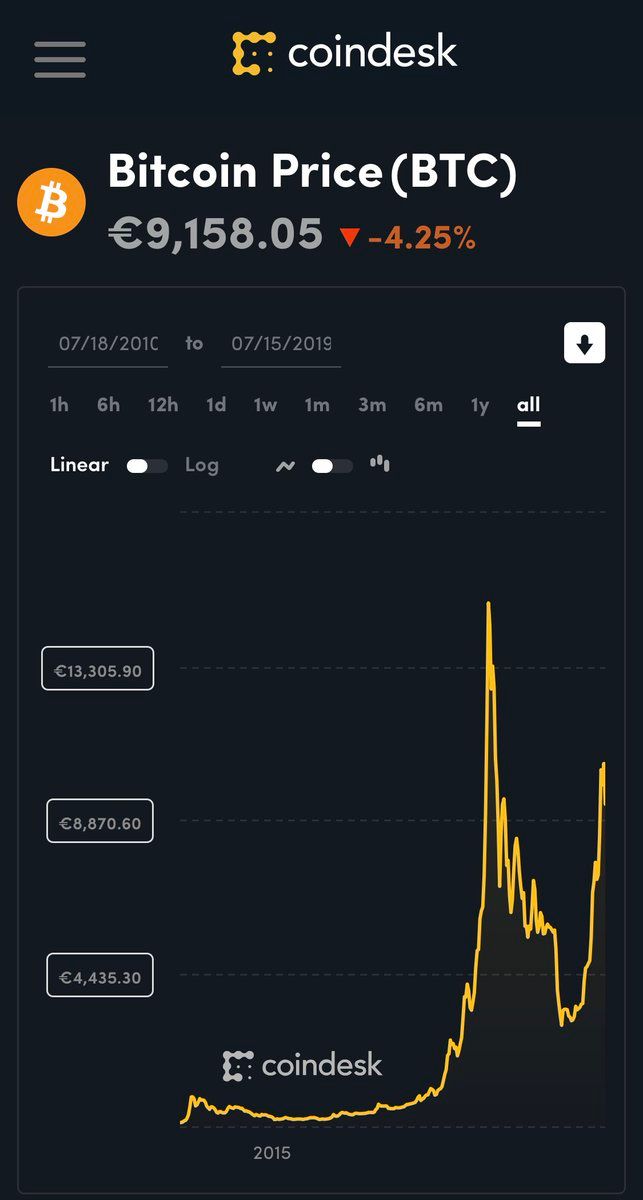 coindesk
Bitcoin Price (BTC)
€9,158.05 ▼-4.25%
07/18/2010 to 07/15/2019
1h 6h 12h 1d 1w 1m 3m 6m 1y all
Linear Log
€13,305.90
€8,870.60
€4,435.30
coindesk
2015